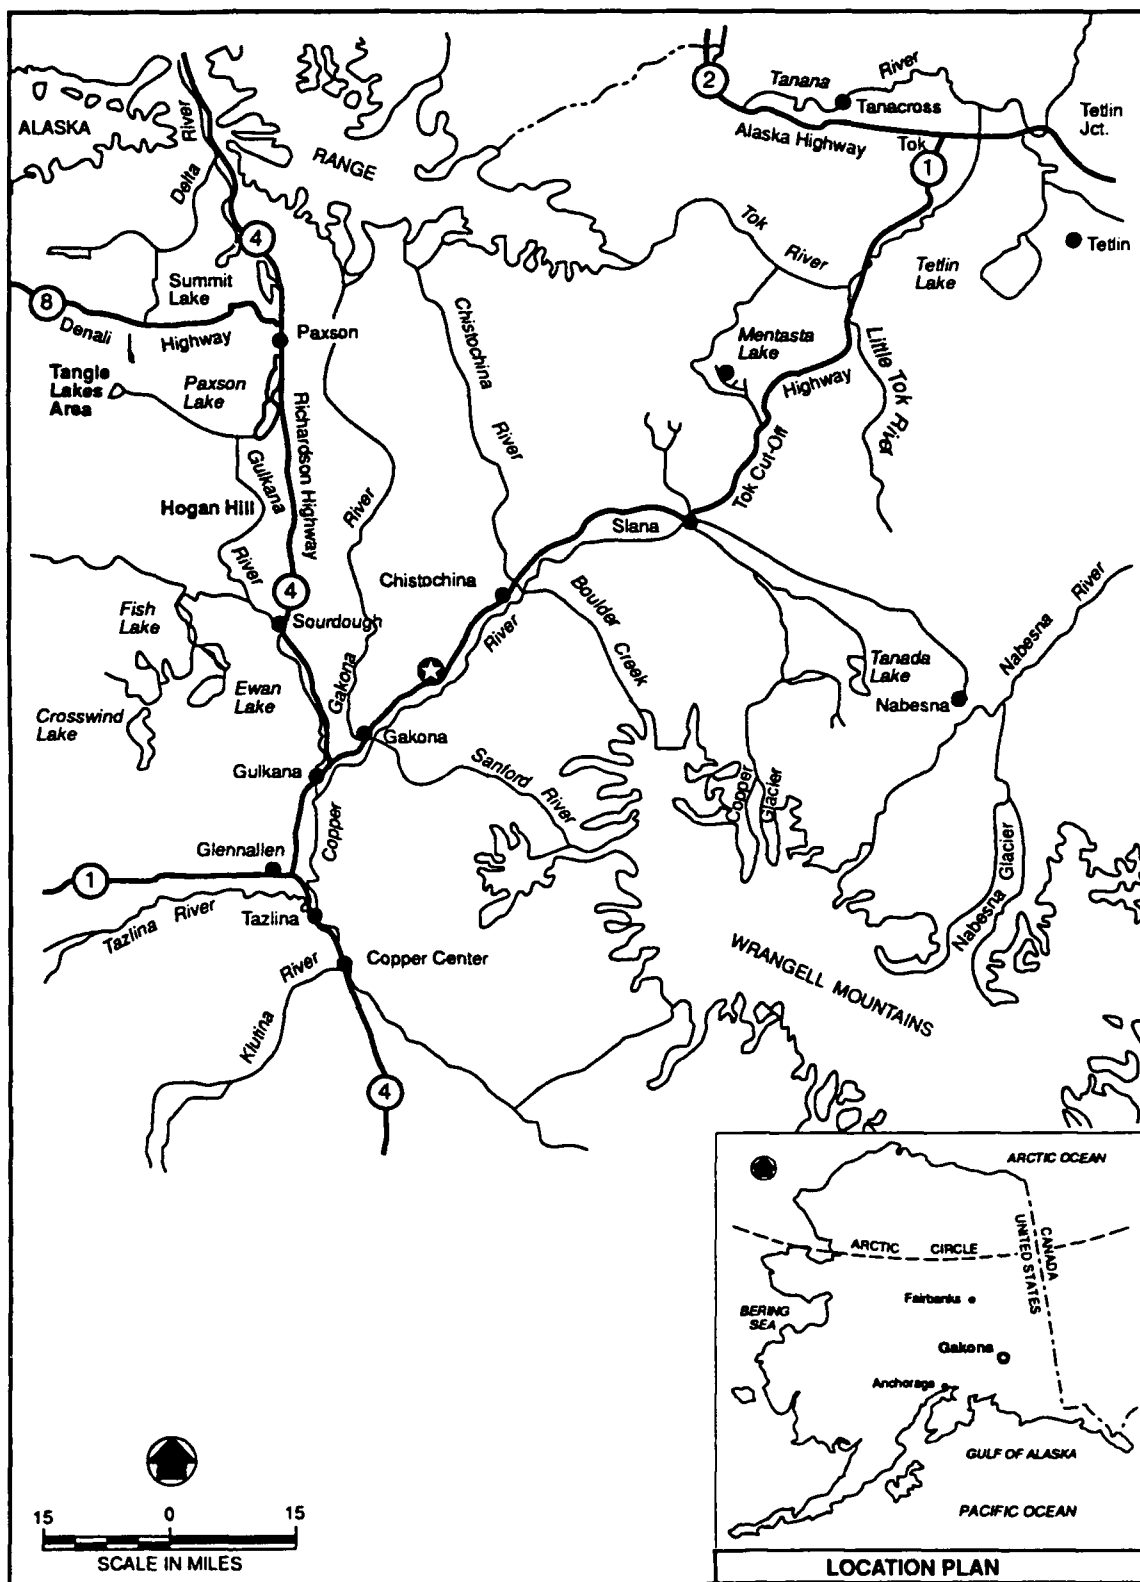 2
Tanana
River
Tanacross
Tetlin
Jct.
Alaska Highway
Tok
1
ALASKA
River
RANGE
Delta
4
Tok
River
Tetlin
Tetlin
Lake
Summit
Lake
8
Denali
Highway
Paxson
Chistochina
River
Mentasta
Lake
Highway
Little Tok River
Tangle
Lakes
Area
Paxson
Lake
Richardson Highway
Gulkana
River
Tok Cut-Off
Hogan Hill
River
Slana
4
Chistochina
Boulder
Creek
River
Nabesna
River
Fish
Lake
Sourdough
Gakona
Tanada
Lake
Ewan
Lake
Nabesna
Crosswind
Lake
Gakona
Gulkana
Sanford
River
Copper
Glacier
Copper
Glennallen
1
Nabesna
Glacier
Tazlina
River
Tazlina
Copper Center
River
Klutina
WRANGELL MOUNTAINS
4
ARCTIC OCEAN
ARCTIC CIRCLE
CANADA
UNITED STATES
Fairbanks
BERING
SEA
Gakona
Anchorage
GULF OF ALASKA
PACIFIC OCEAN
15 0 15
SCALE IN MILES
LOCATION PLAN